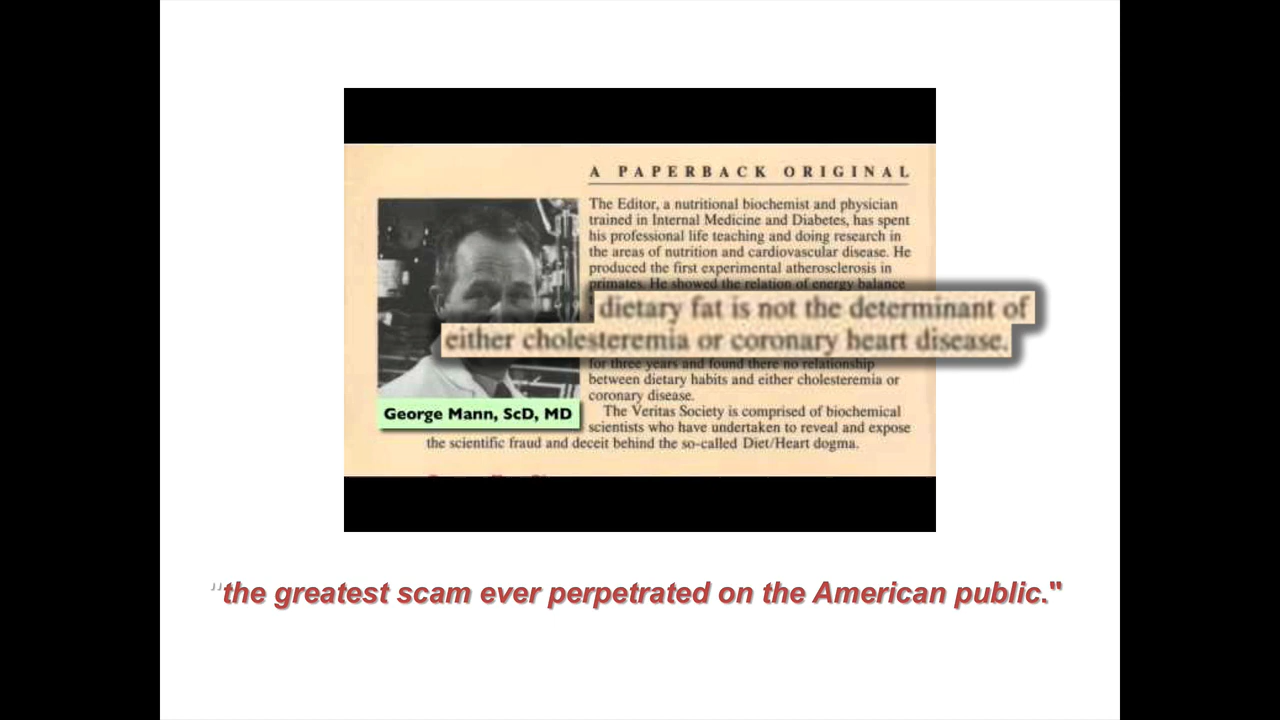 A PAPERBACK ORIGINAL
The Editor, a nutritional biochemist and physician
trained in Internal Medicine and Diabetes, has spent
his professional life teaching and doing research in
the areas of nutrition and cardiovascular disease. He
produced the first experimental atherosclerosis in
primates. He showed the relation of energy balance
dietary fat is not the determinant of
either cholesteremia or coronary heart disease.
for three years and found there no relationship
between dietary habits and either cholesteremia or
coronary disease.
George Mann, ScD, MD
The Veritas Society is comprised of biochemical
scientists who have undertaken to reveal and expose
the scientific fraud and deceit behind the so-called Diet/Heart dogma.
"the greatest scam ever perpetrated on the American public."